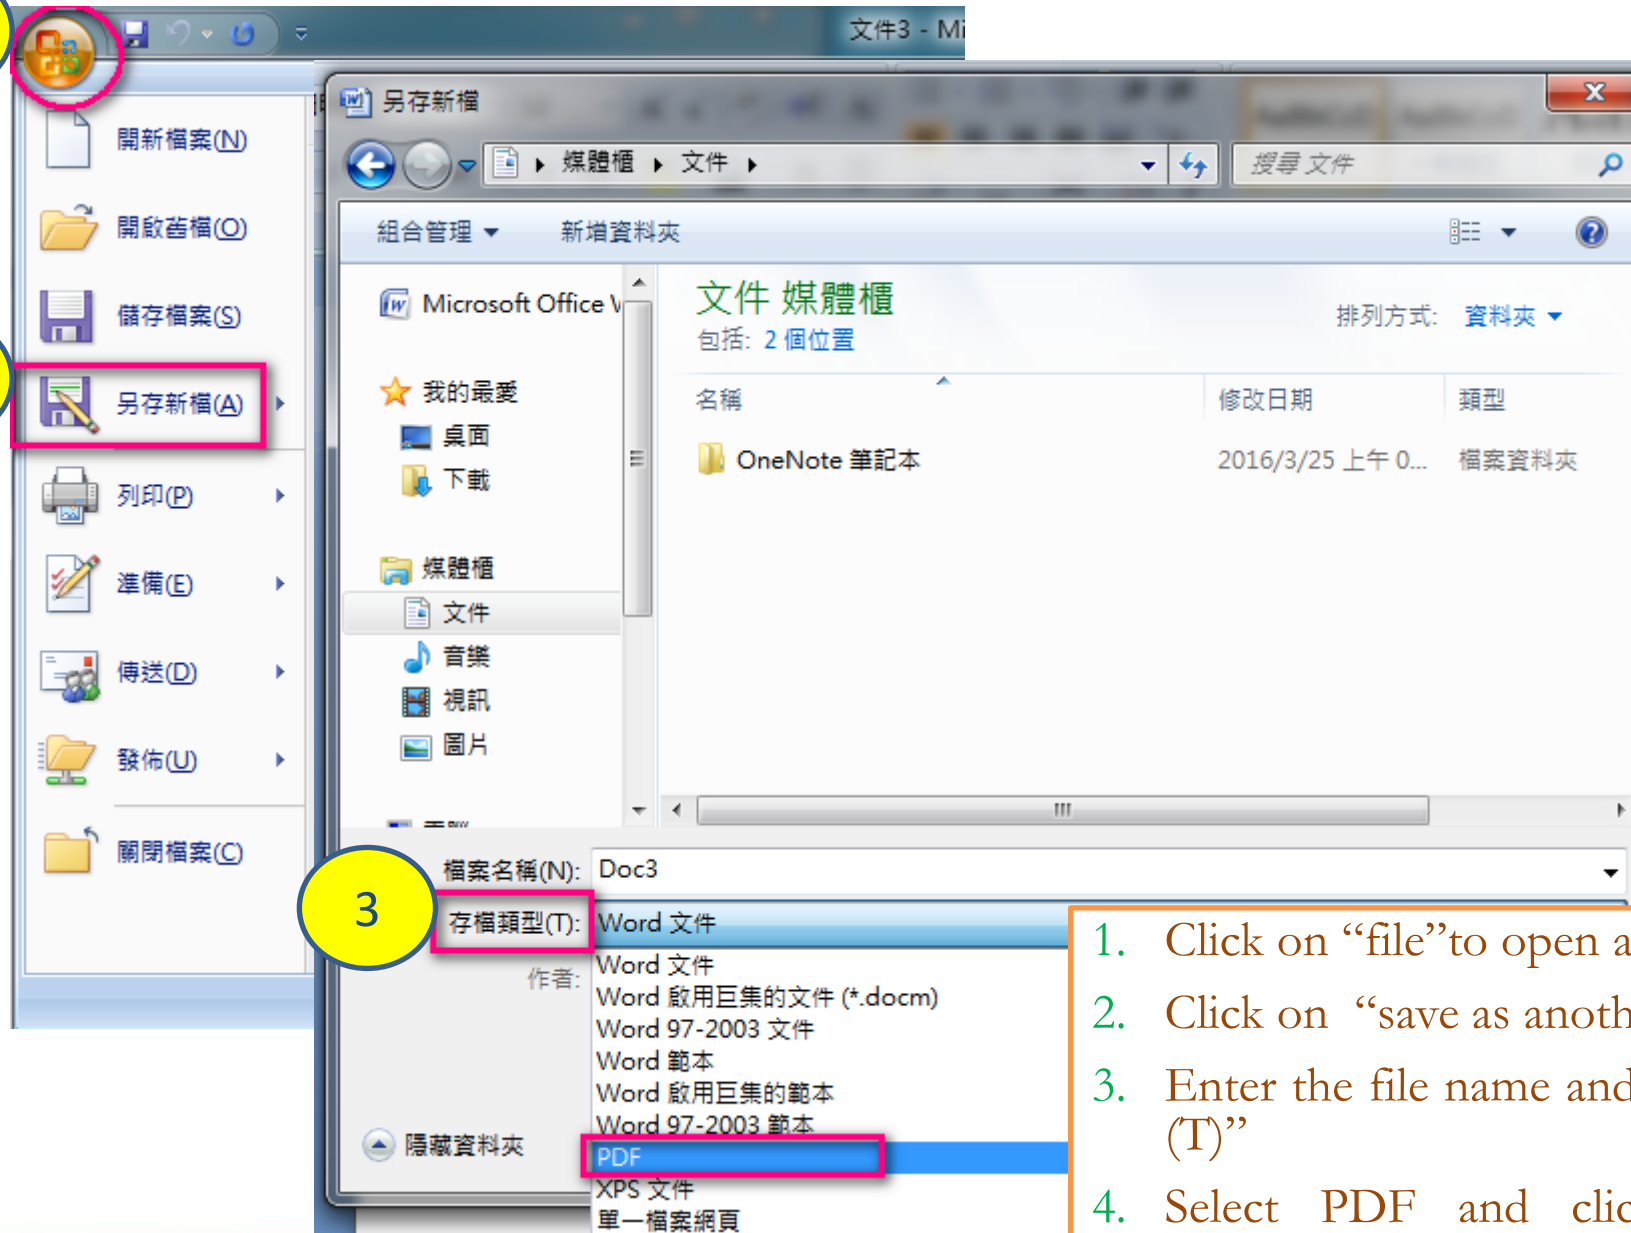 文件3 - Mi
開新檔案(N)
開啟舊檔(O)
儲存檔案(S)
另存新檔(A)
列印(P)
準備(E)
傳送(D)
發佈(U)
關閉檔案(C)
另存新檔
媒體櫃 文件
搜尋 文件
組合管理 新增資料夾
Microsoft Office
我的最愛
桌面
下載
媒體櫃
文件
音樂
視訊
圖片
文件 媒體櫃
包括: 2 個位置
排列方式: 資料夾
名稱 修改日期 類型
OneNote 筆記本 2016/3/25 上午 0... 檔案資料夾
檔案名稱(N): Doc3
3
存檔類型(T): Word 文件
作者:
Word 文件
Word 啟用巨集的文件 (*.docm)
Word 97-2003 文件
Word 範本
Word 啟用巨集的範本
Word 97-2003 範本
PDF
XPS 文件
單一檔案網頁
隱藏資料夾
1. Click on “file”to open a
2. Click on “save as anoth
3. Enter the file name and
(T)”
4. Select PDF and clic